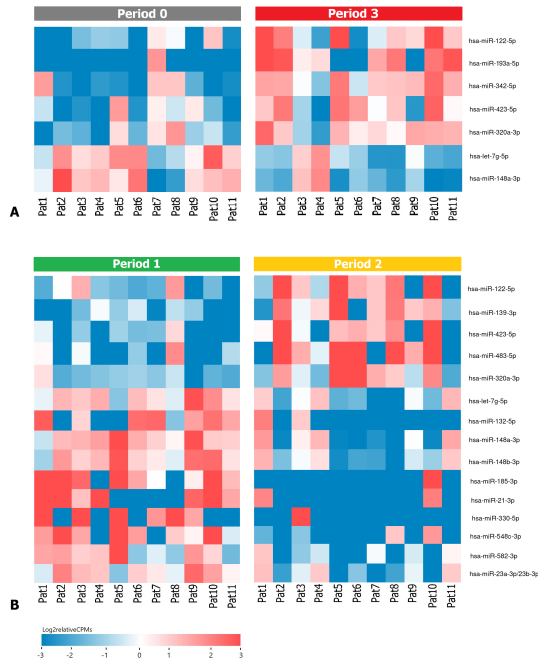 Period 0 Period 3
hsa-miR-122-5p
hsa-miR-193a-5p
hsa-miR-342-5p
hsa-miR-423-5p
hsa-miR-320a-3p
hsa-let-7g-5p
hsa-miR-148a-3p
A
Pat1 Pat2 Pat3 Pat4 Pat5 Pat6 Pat7 Pat8 Pat9 Pat10 Pat11 Pat1 Pat2 Pat3 Pat4 Pat5 Pat6 Pat7 Pat8 Pat9 Pat10 Pat11
Period 1 Period 2
hsa-miR-122-5p
hsa-miR-139-3p
hsa-miR-423-5p
hsa-miR-483-5p
hsa-miR-320a-3p
hsa-let-7g-5p
hsa-miR-132-5p
hsa-miR-148a-3p
hsa-miR-148b-3p
hsa-miR-185-3p
hsa-miR-21-3p
hsa-miR-330-5p
hsa-miR-548c-3p
hsa-miR-582-3p
hsa-miR-23a-3p/23b-3p
B
Pat1 Pat2 Pat3 Pat4 Pat5 Pat6 Pat7 Pat8 Pat9 Pat10 Pat11 Pat1 Pat2 Pat3 Pat4 Pat5 Pat6 Pat7 Pat8 Pat9 Pat10 Pat11
Log2relativeCPMs
-3 -2 -1 0 1 2 3